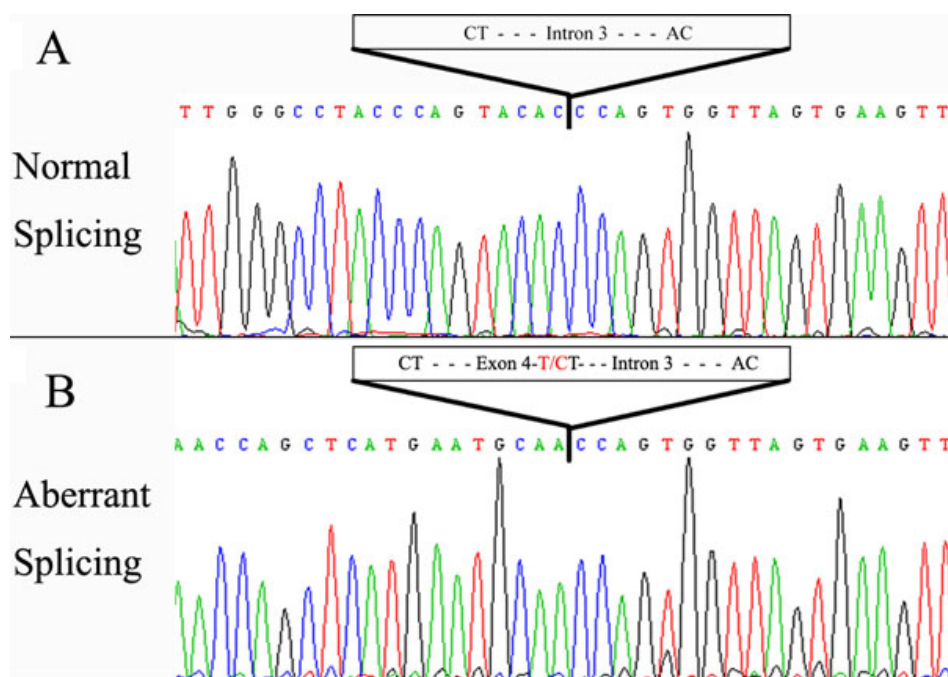 A
CT - - - Intron 3 - - - AC
T T G G G C C T A C C C A G T A C A C C C A G T G G T T A G T G A A G T T
Normal
Splicing
B
CT - - - Exon 4-T/CT--- Intron 3 - - - AC
A A C C A G C T C A T G A A T G C A A C C A G T G G T T A G T G A A G T T
Aberrant
Splicing